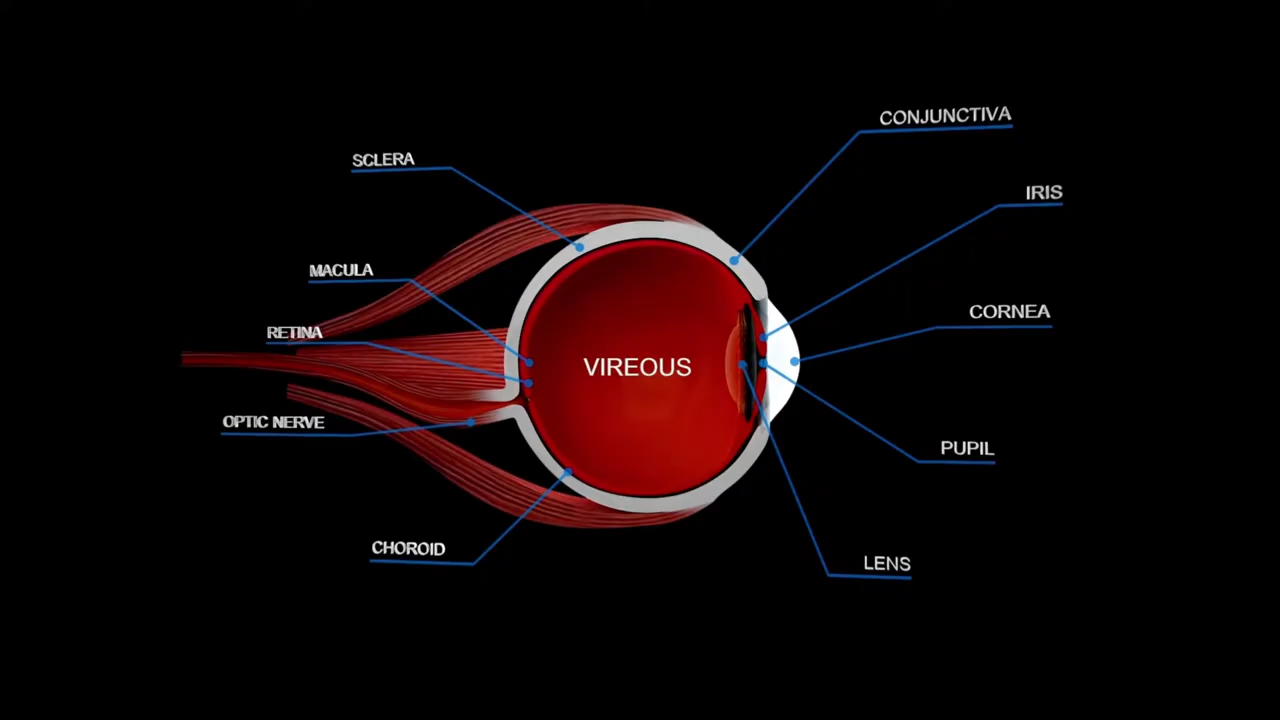 CONJUNCTIVA
SCLERA
IRIS
MACULA
CORNEA
RETINA
VIREOUS
OPTIC NERVE
PUPIL
CHOROID
LENS